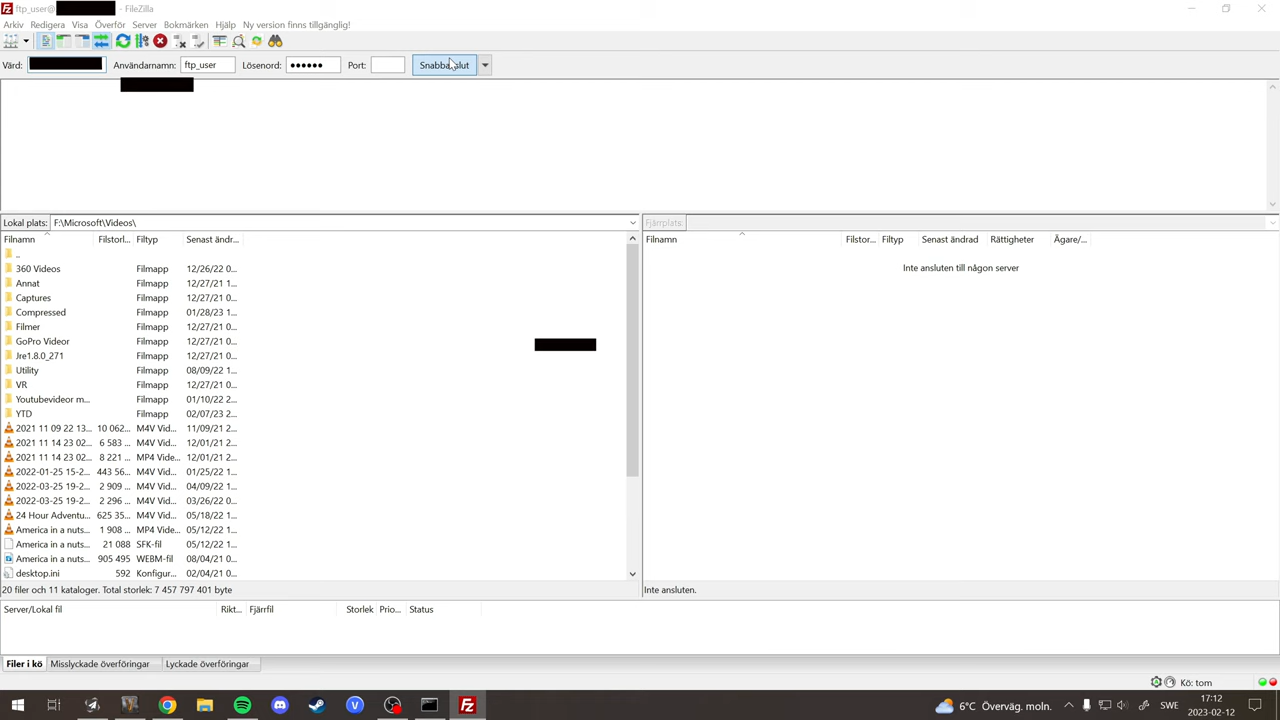 ftp_user@ - FileZilla
Arkiv Redigera Visa Överför Server Bokmärken Hjälp Ny version finns tillgänglig!
Värd: Användarnamn: ftp_user Lösenord: ●●●●●● Port:
Lokal plats: F:\Microsoft\Videos\
Fjärrplats:
Filnamn Filstorl... Filtyp Senast ändr...
Filnamn Filstor... Filtyp Senast ändrad Rättigheter Ägare/...
..
Inte ansluten till någon server
360 Videos Filmapp 12/26/22 0...
Annat Filmapp 12/27/21 1...
Captures Filmapp 12/27/21 0...
Compressed Filmapp 01/28/23 1...
Filmer Filmapp 12/27/21 0...
GoPro Videor Filmapp 12/27/21 0...
Jre1.8.0_271 Filmapp 12/27/21 0...
Utility Filmapp 08/09/22 1...
VR Filmapp 12/27/21 0...
Youtubevideor m... Filmapp 01/10/22 2...
YTD Filmapp 02/07/23 2...
2021 11 09 22 13... 10 062... M4V Vid... 11/09/21 2...
2021 11 14 23 02... 6 583 ... M4V Vid... 12/01/21 2...
2021 11 14 23 02... 8 221 ... MP4 Vide... 12/01/21 2...
2022-01-25 15-2... 443 56... M4V Vid... 01/25/22 1...
2022-03-25 19-2... 2 909 ... M4V Vid... 04/09/22 1...
2022-03-25 19-2... 2 296 ... M4V Vid... 03/26/22 0...
24 Hour Adventu... 625 35... M4V Vid... 05/18/22 1...
America in a nuts... 1 908 ... MP4 Vide... 05/12/22 1...
America in a nuts... 21 088 SFK-fil 05/12/22 1...
America in a nuts... 905 495 WEBM-fil 08/04/21 0...
desktop.ini 592 Konfigur... 02/04/21 0...
20 filer och 11 kataloger. Total storlek: 7 457 797 401 byte
Inte ansluten.
Server/Lokal fil Rikt... Fjärrfil Storlek Prio... Status
Filer i kö Misslyckade överföringar Lyckade överföringar
Kö: tom
6°C Överväg. moln. SWE 17:12
2023-02-12